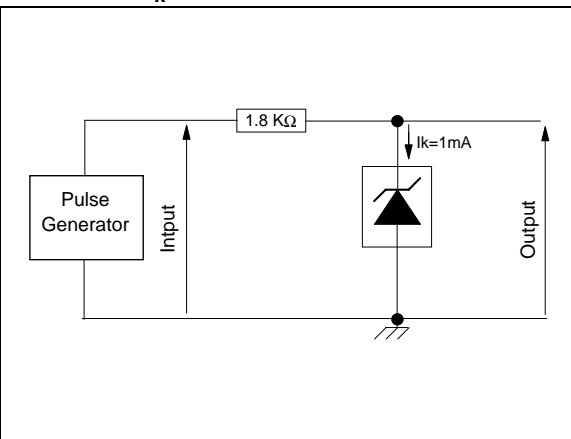 K
1.8 KΩ
Ik=1mA
Pulse
Generator
Intput
Output